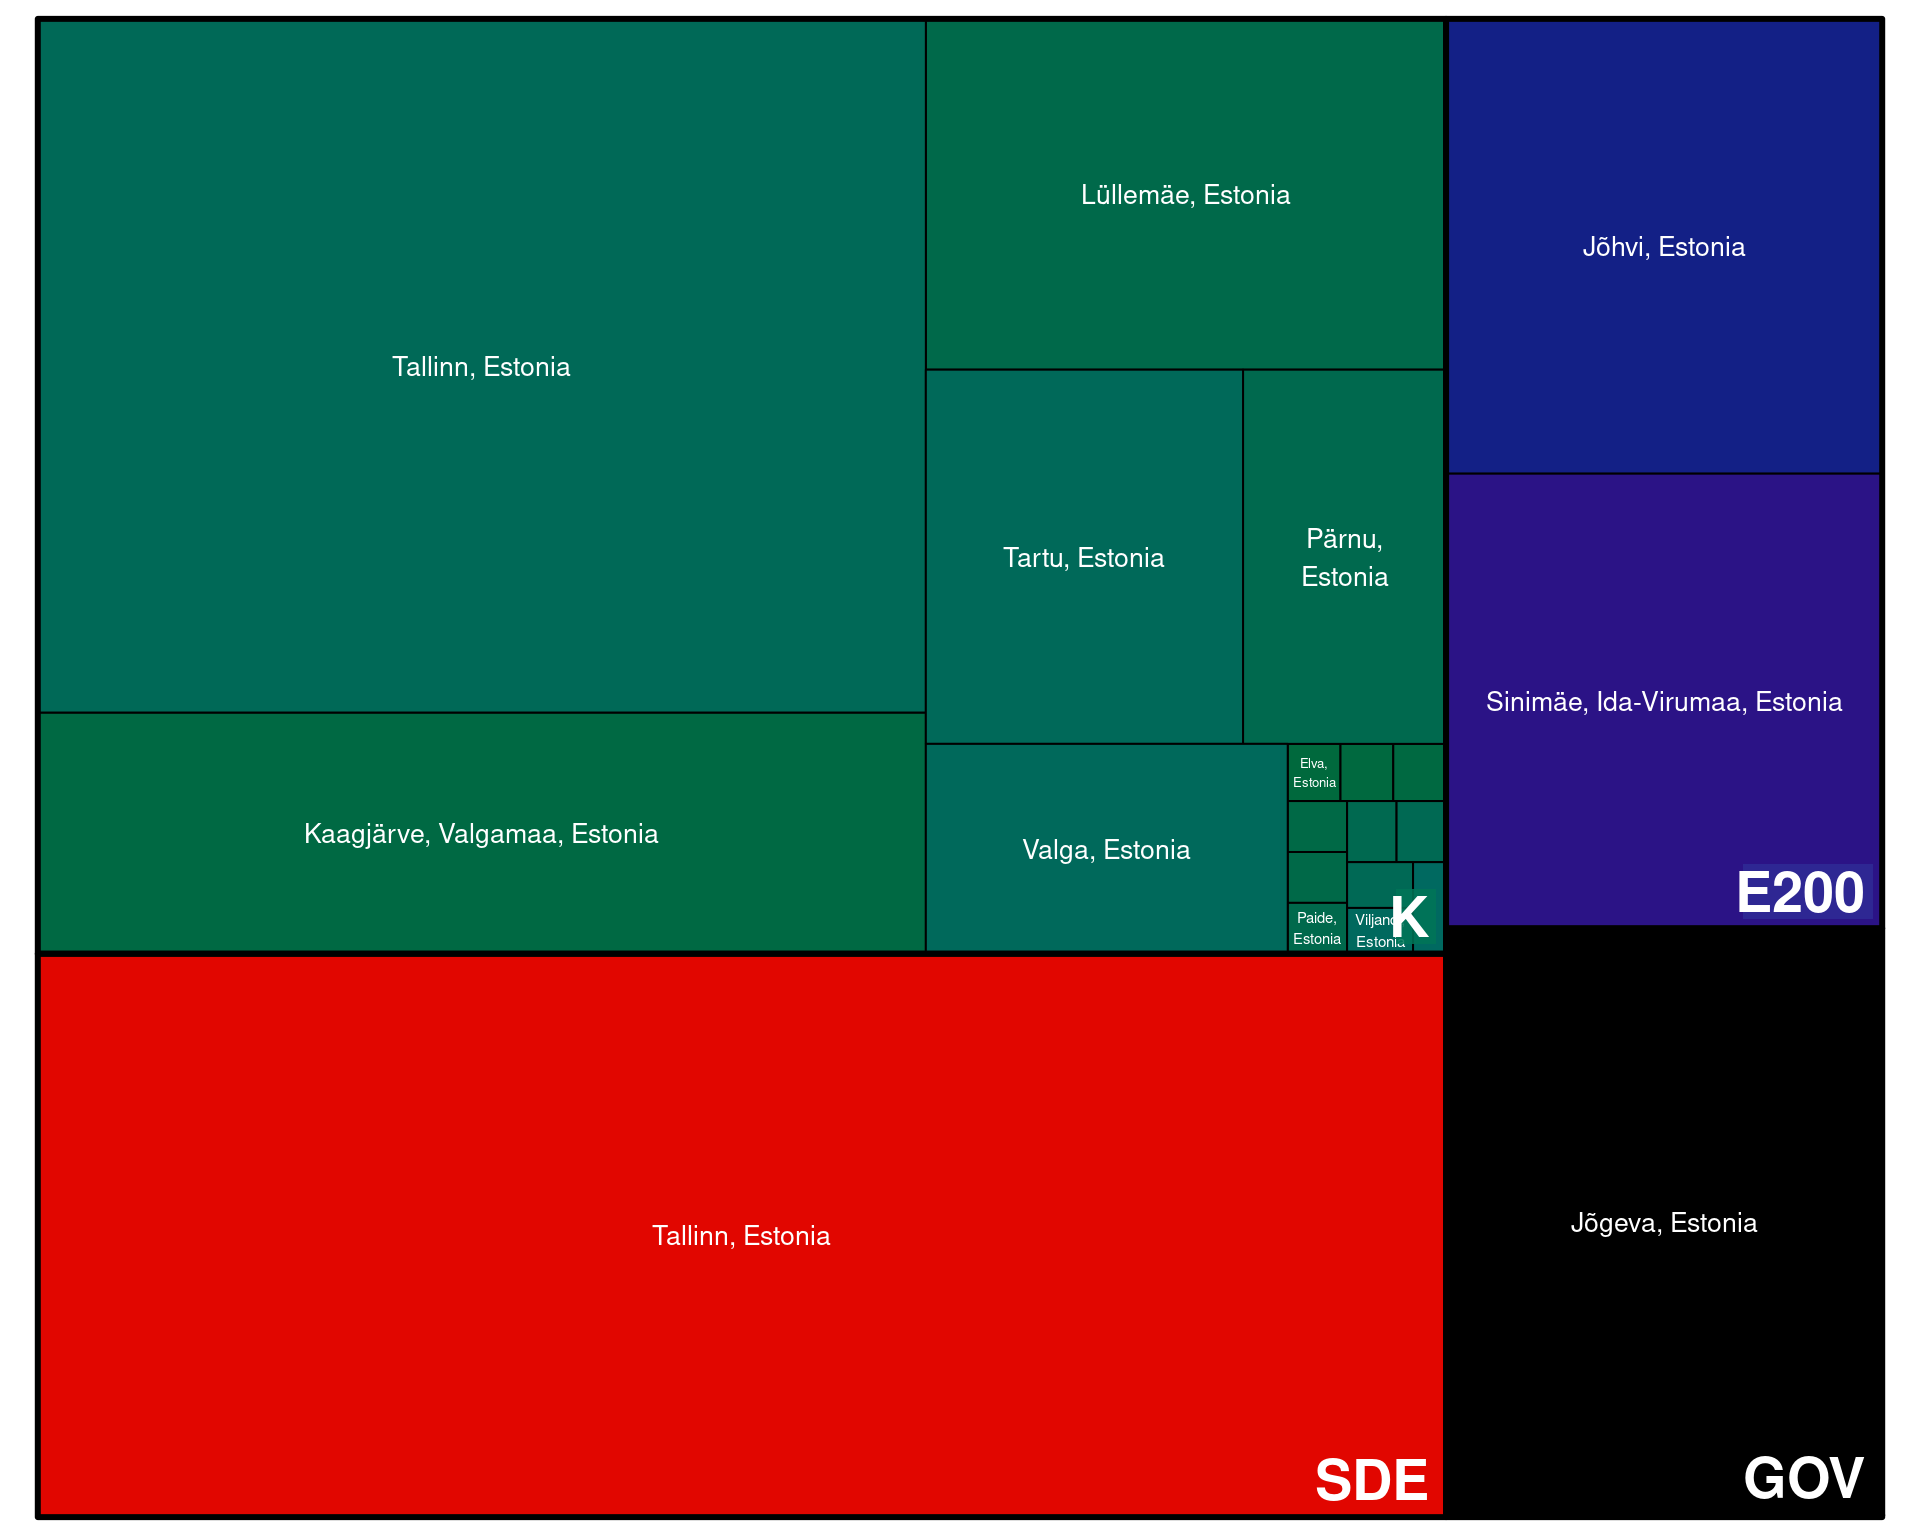 Tallinn, Estonia
Lüllemäe, Estonia
Jõhvi, Estonia
Tartu, Estonia
Pärnu,
Estonia
Sinimäe, Ida-Virumaa, Estonia
Kaagjärve, Valgamaa, Estonia
Valga, Estonia
Elva,
Estonia
Paide,
Estonia
Estonia
K
E200
Tallinn, Estonia
SDE
Jõgeva, Estonia
GOV